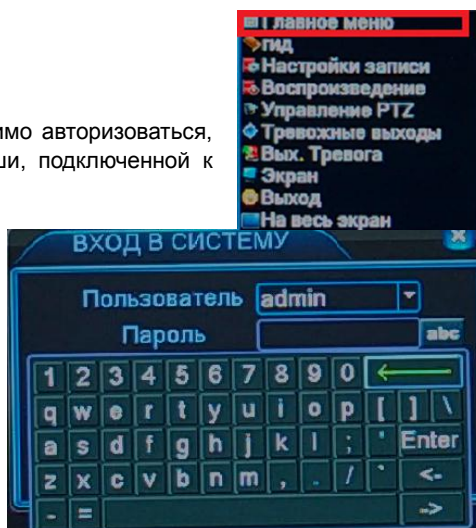 Главное меню
гид
Настройки записи
Воспроизведение
Управление PTZ
Тревожные выходы
Вых. Тревога
Экран
Выход
На весь экран
имо авторизоваться,
ши, подключенной к
ВХОД В СИСТЕМУ
Пользователь admin
Пароль abc
1 2 3 4 5 6 7 8 9 0
q w e r t y u i o p [ ] \
a s d f g h j k l ; ' Enter
z x c v b n m , . / ` <-
- = ->